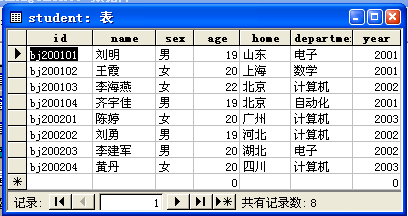 student: 表
id name sex age home departme year
bj200101 刘明 男 19 山东 电子 2001
bj200102 王霞 女 20 上海 数学 2001
bj200103 李海燕 女 22 北京 计算机 2002
bj200104 齐宇佳 男 19 北京 自动化 2001
bj200201 陈婷 女 20 广州 计算机 2003
bj200202 刘勇 男 19 河北 计算机 2002
bj200203 李建军 男 20 湖北 电子 2002
bj200204 黄丹 女 20 四川 计算机 2003
* 0 0
记录: 1 共有记录数: 8